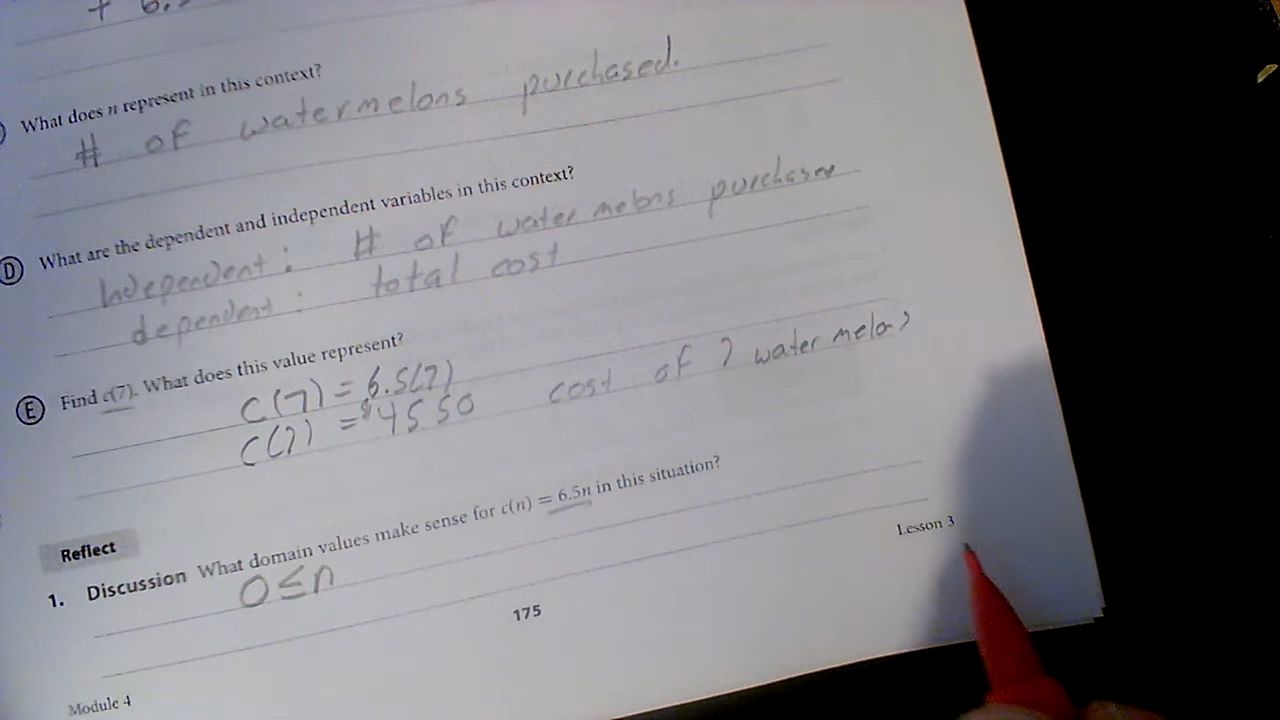 + 6.
What does n represent in this context?
# of watermelons purchased.
D What are the dependent and independent variables in this context?
Independent: # of watermelons purchased
dependent: total cost
E Find c(7). What does this value represent?
c(7) = 6.5(7)
c(7) = $45.50 cost of 7 watermelons
Reflect
1. Discussion What domain values make sense for c(n) = 6.5n in this situation?
0 ≤ n
Module 4
175
Lesson 3